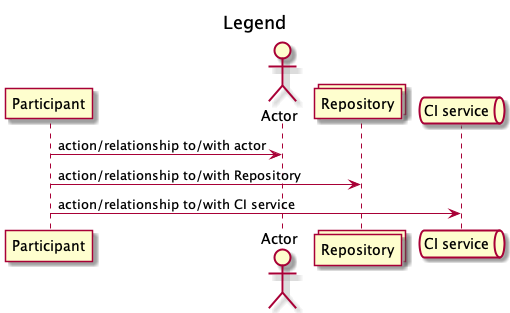 Legend
Participant
Actor
Repository
CI service
action/relationship to/with actor
action/relationship to/with Repository
action/relationship to/with CI service
Participant
Actor
Repository
CI service